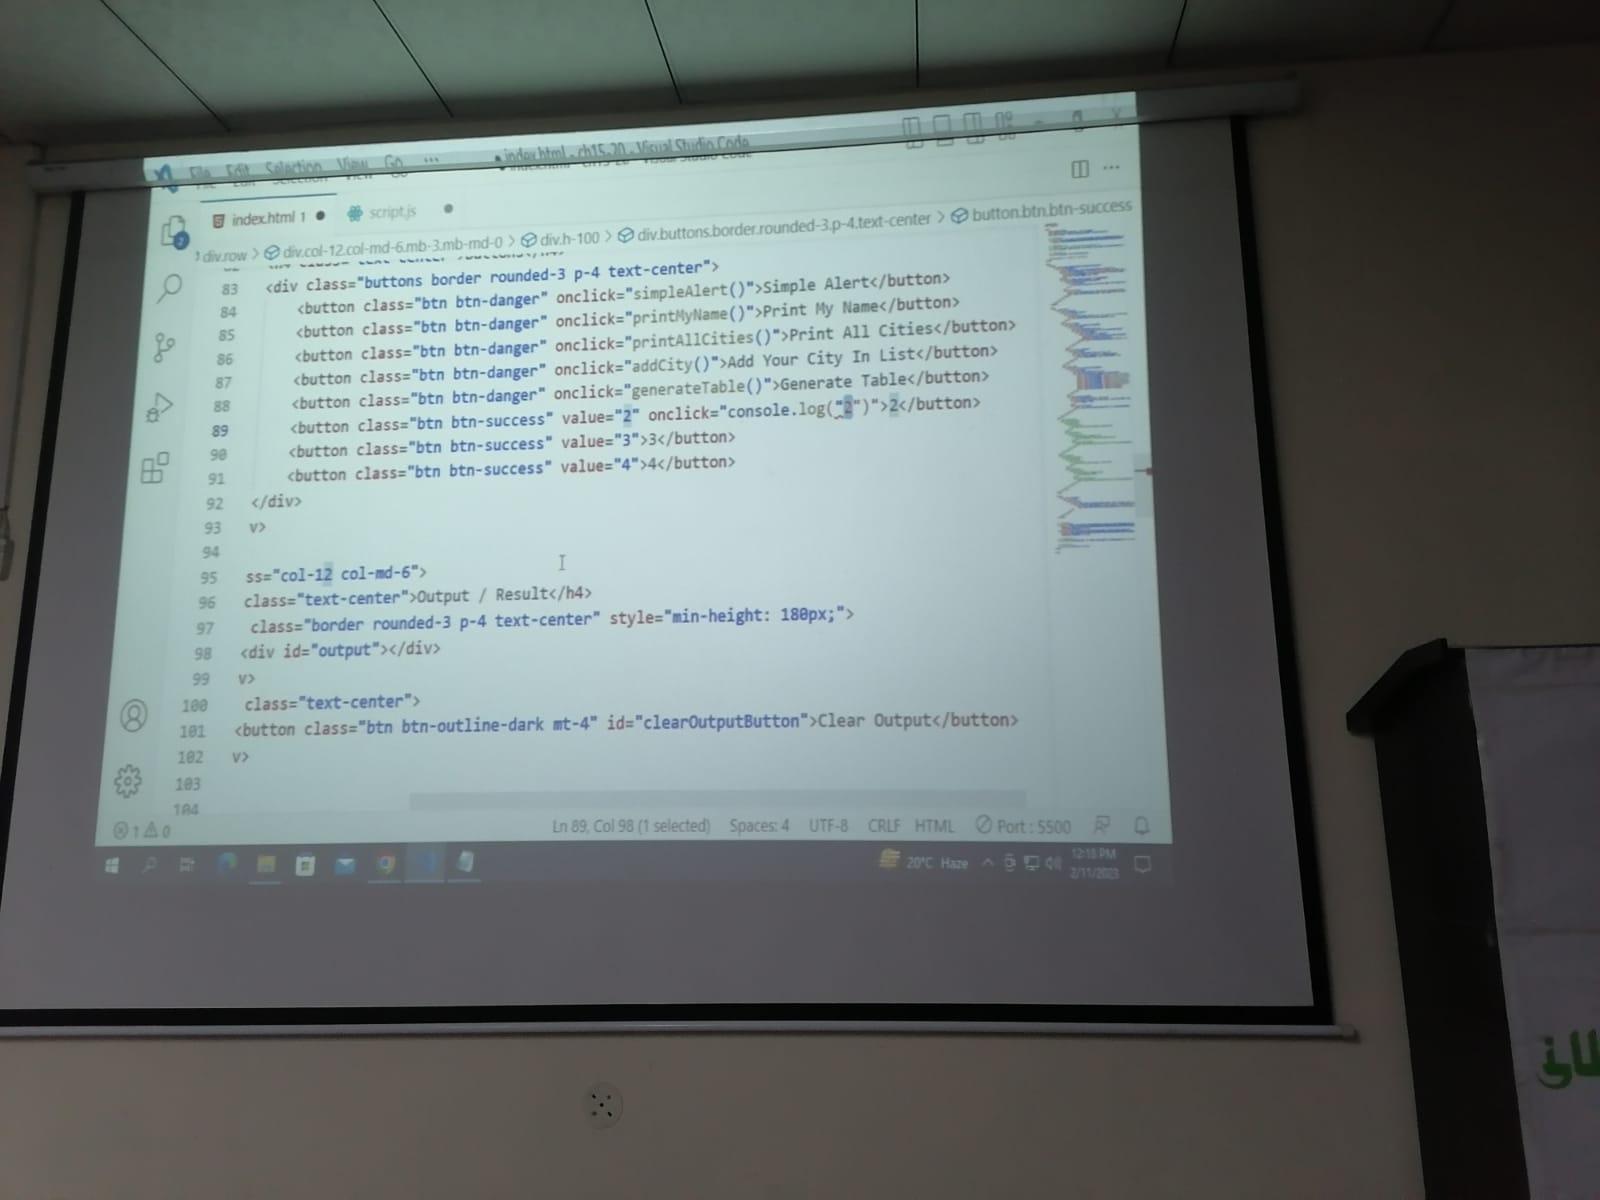 File Edit Selection View Go ... index.html - ch15-20 - Visual Studio Code
index.html 1 ● script.js ●
div.row > div.col-12.col-md-6.mb-3.mb-md-0 > div.h-100 > div.buttons.border.rounded-3.p-4.text-center > button.btn.btn-success
83 <div class="buttons border rounded-3 p-4 text-center">
84 <button class="btn btn-danger" onclick="simpleAlert()">Simple Alert</button>
85 <button class="btn btn-danger" onclick="printMyName()">Print My Name</button>
86 <button class="btn btn-danger" onclick="printAllCities()">Print All Cities</button>
87 <button class="btn btn-danger" onclick="addCity()">Add Your City In List</button>
88 <button class="btn btn-danger" onclick="generateTable()">Generate Table</button>
89 <button class="btn btn-success" value="2" onclick="console.log("2")">2</button>
90 <button class="btn btn-success" value="3">3</button>
91 <button class="btn btn-success" value="4">4</button>
92 </div>
93 v>
94
95 ss="col-12 col-md-6">
96 class="text-center">Output / Result</h4>
97 class="border rounded-3 p-4 text-center" style="min-height: 180px;">
98 <div id="output"></div>
99 v>
100 class="text-center">
101 <button class="btn btn-outline-dark mt-4" id="clearOutputButton">Clear Output</button>
102 v>
103
104
1 0 Ln 89, Col 98 (1 selected) Spaces: 4 UTF-8 CRLF HTML Port : 5500
20°C Haze 12:18 PM
2/11/2023